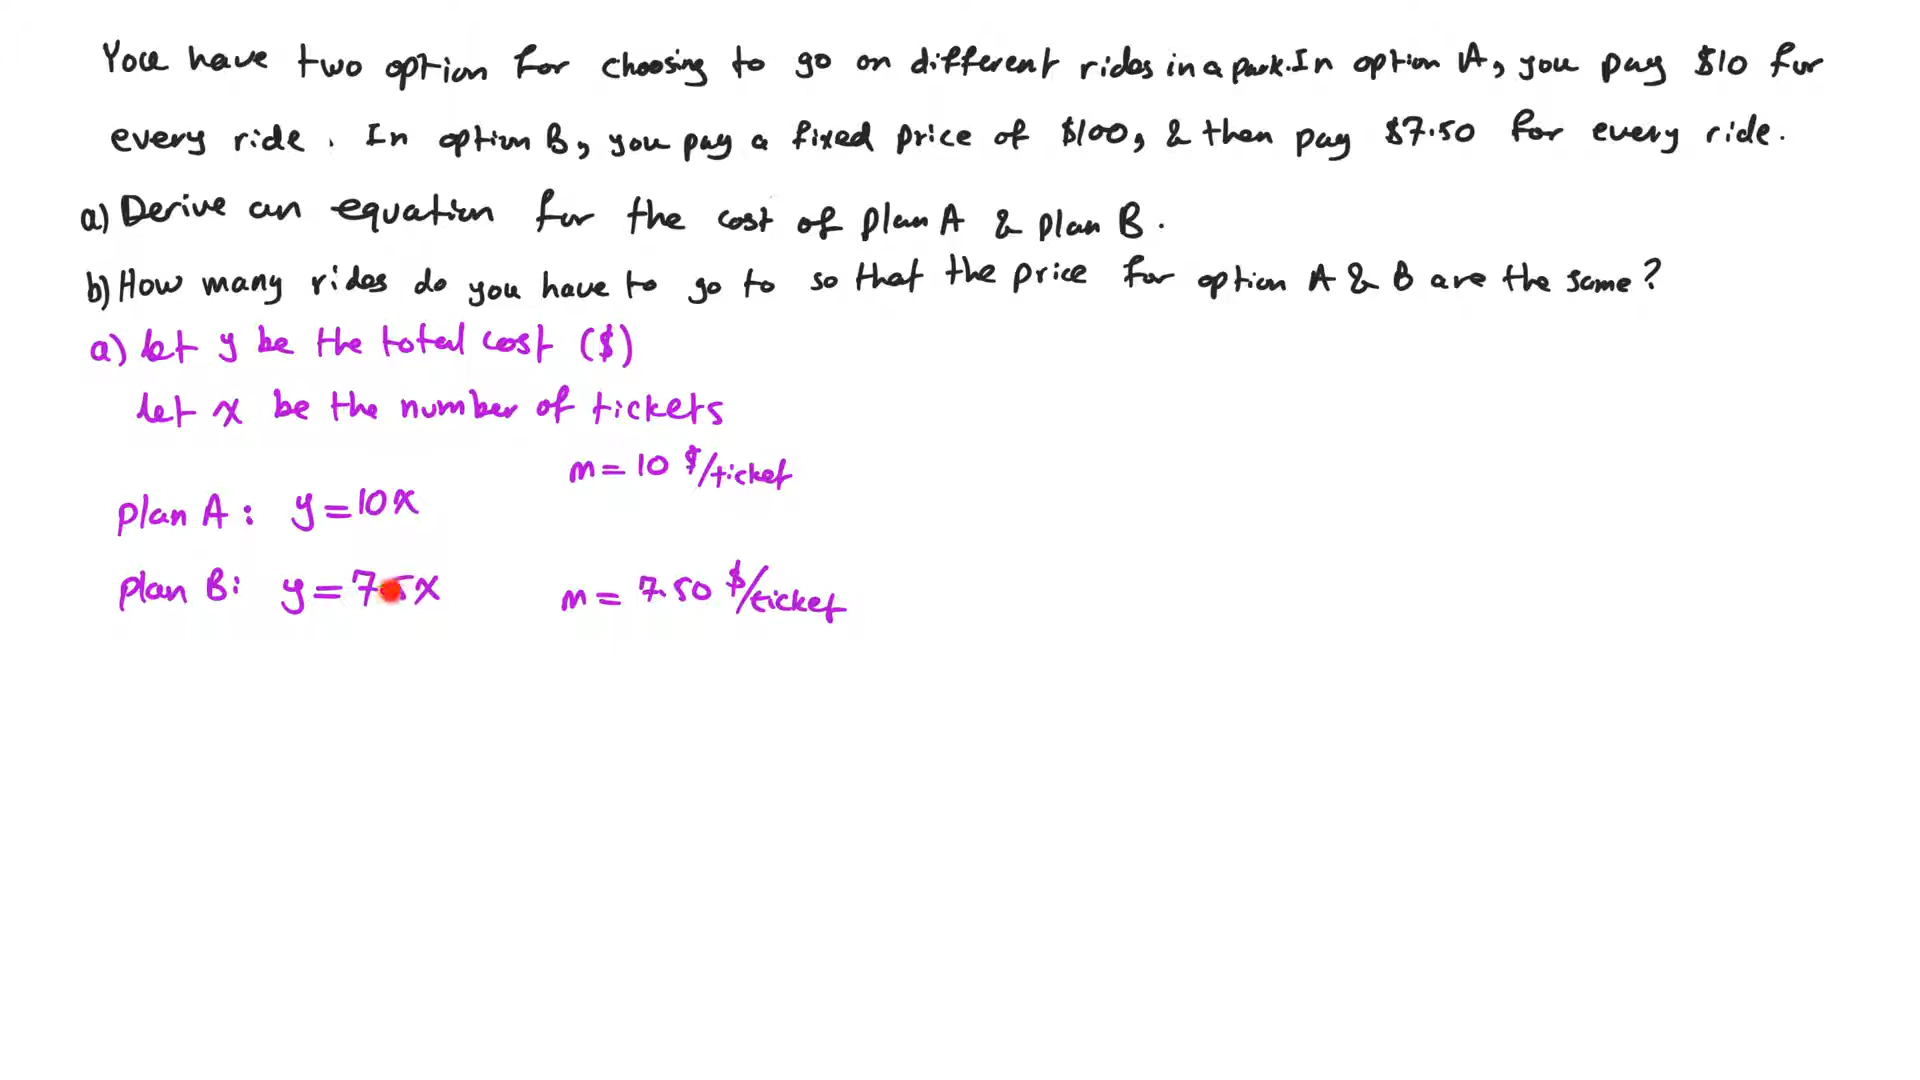 You have two option for choosing to go on different rides in a park. In option A, you pay $10 for
every ride. In option B, you pay a fixed price of $100, & then pay $7.50 for every ride.
a) Derive an equation for the cost of plan A & plan B.
b) How many rides do you have to go to so that the price for option A & B are the same?
a) let y be the total cost ($)
let x be the number of tickets
m = 10 $/ticket
plan A: y = 10x
plan B: y = 7.5x m = 7.50 $/ticket